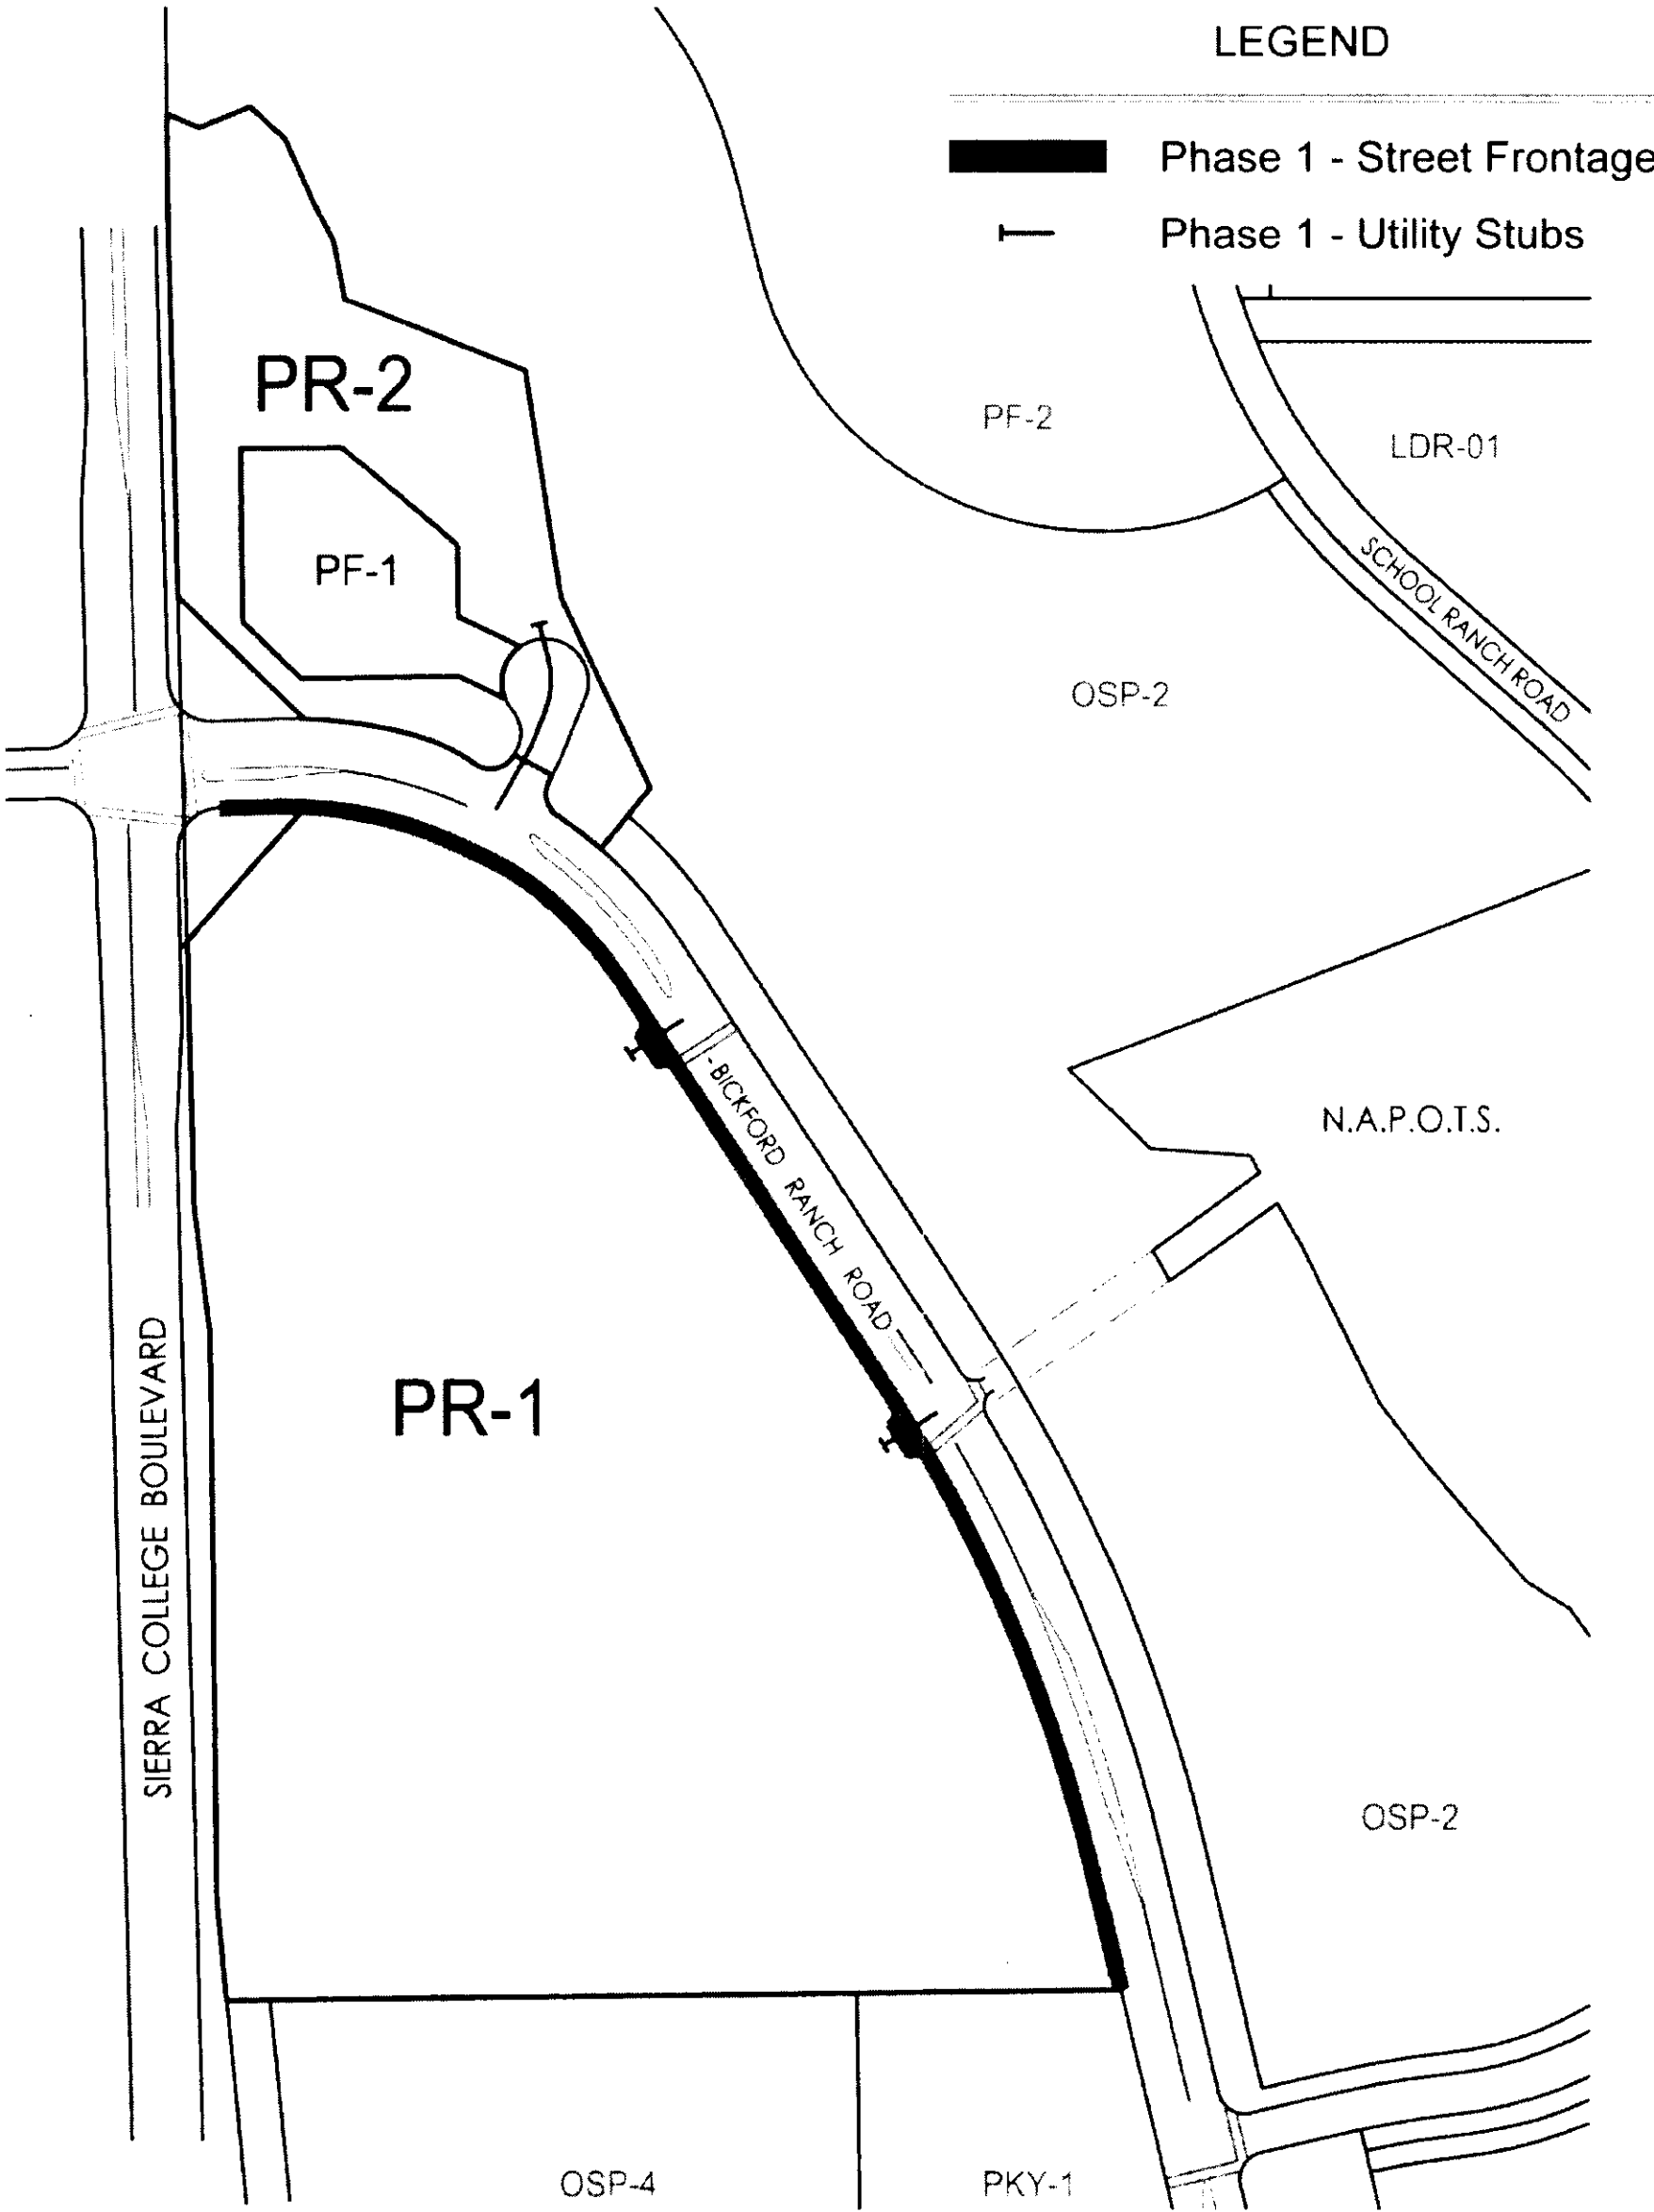 LEGEND
Phase 1 - Street Frontage
Phase 1 - Utility Stubs
PR-2
PF-2
LDR-01
PF-1
SCHOOL RANCH ROAD
OSP-2
N.A.P.O.T.S.
BICKFORD RANCH ROAD
SIERRA COLLEGE BOULEVARD
PR-1
OSP-2
OSP-4
PKY-1